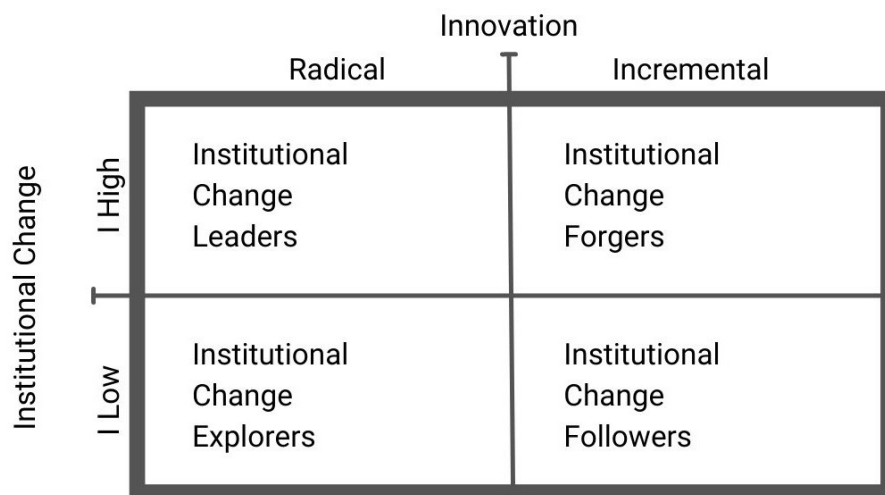 Innovation
Radical
Incremental
Institutional Change
I High
Institutional
Change
Leaders
Institutional
Change
Forgers
I Low
Institutional
Change
Explorers
Institutional
Change
Followers